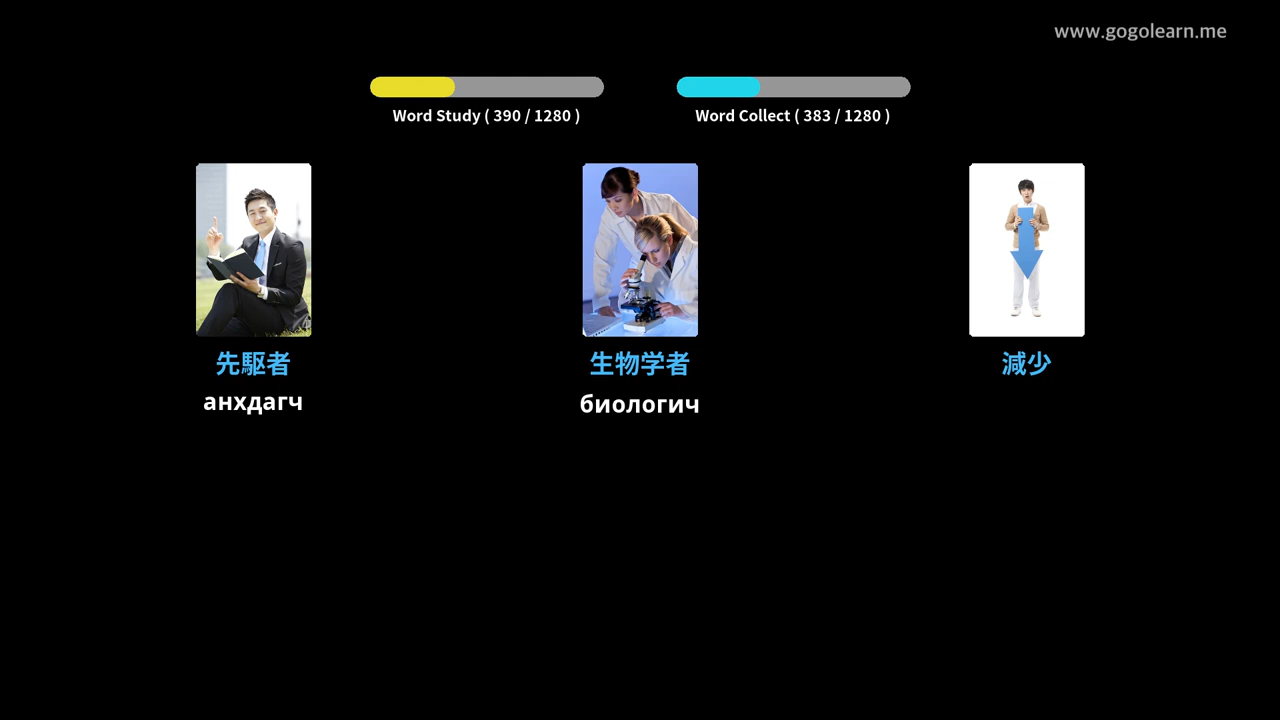 www.gogolearn.me
Word Study ( 390 / 1280 )
Word Collect ( 383 / 1280 )
先駆者
生物学者
減少
анхдагч
биологич